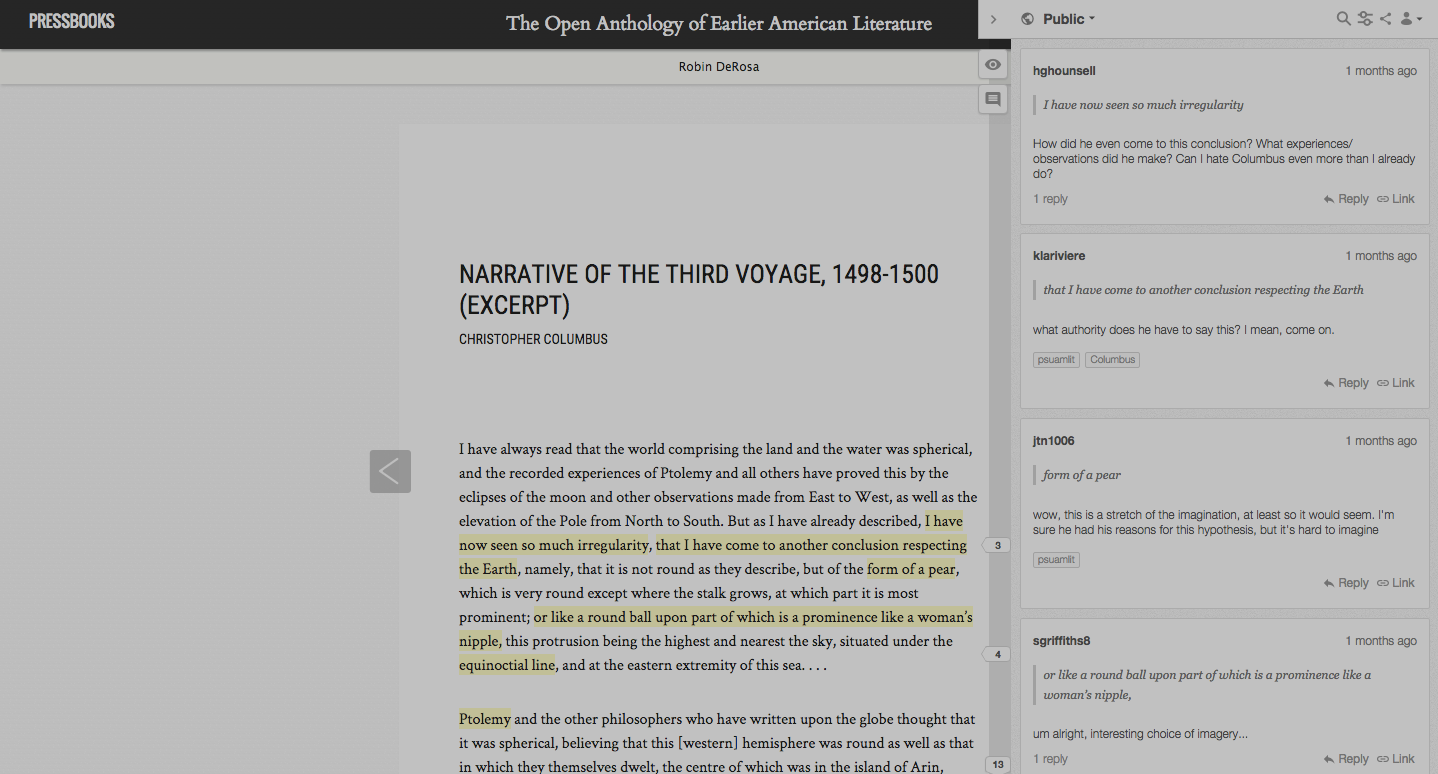 PRESSBOOKS
The Open Anthology of Earlier American Literature
Robin DeRosa
NARRATIVE OF THE THIRD VOYAGE, 1498-1500
(EXCERPT)
CHRISTOPHER COLUMBUS
I have always read that the world comprising the land and the water was spherical,
and the recorded experiences of Ptolemy and all others have proved this by the
eclipses of the moon and other observations made from East to West, as well as the
elevation of the Pole from North to South. But as I have already described, I have
now seen so much irregularity, that I have come to another conclusion respecting
the Earth, namely, that it is not round as they describe, but of the form of a pear,
which is very round except where the stalk grows, at which part it is most
prominent; or like a round ball upon part of which is a prominence like a woman's
nipple, this protrusion being the highest and nearest the sky, situated under the
equinoctial line, and at the eastern extremity of this sea. . . .
Ptolemy and the other philosophers who have written upon the globe thought that
it was spherical, believing that this [western] hemisphere was round as well as that
in which they themselves dwelt, the centre of which was in the island of Arin,
3
4
13
Public
hghounsell 1 months ago
I have now seen so much irregularity
How did he even come to this conclusion? What experiences/
observations did he make? Can I hate Columbus even more than I already
do?
1 reply Reply Link
klariviere 1 months ago
that I have come to another conclusion respecting the Earth
what authority does he have to say this? I mean, come on.
psuamlit Columbus
Reply Link
jtn1006 1 months ago
form of a pear
wow, this is a stretch of the imagination, at least so it would seem. I'm
sure he had his reasons for this hypothesis, but it's hard to imagine
psuamlit
Reply Link
sgriffiths8 1 months ago
or like a round ball upon part of which is a prominence like a
woman's nipple,
um alright, interesting choice of imagery...
1 reply Reply Link